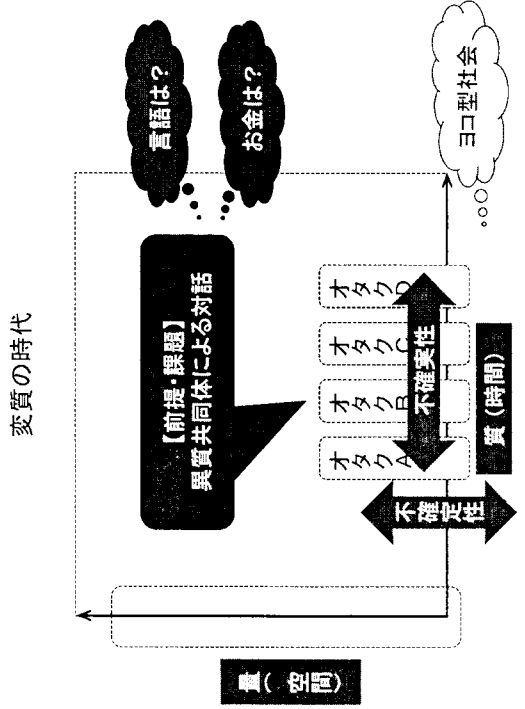 変質の時代
言語は?
お金は?
【前提・課題】
異質共同体による対話
オタクA
オタクB
オタクC
オタクD
不確実性
不確定性
ヨコ型社会
質(時間)
量(空間)